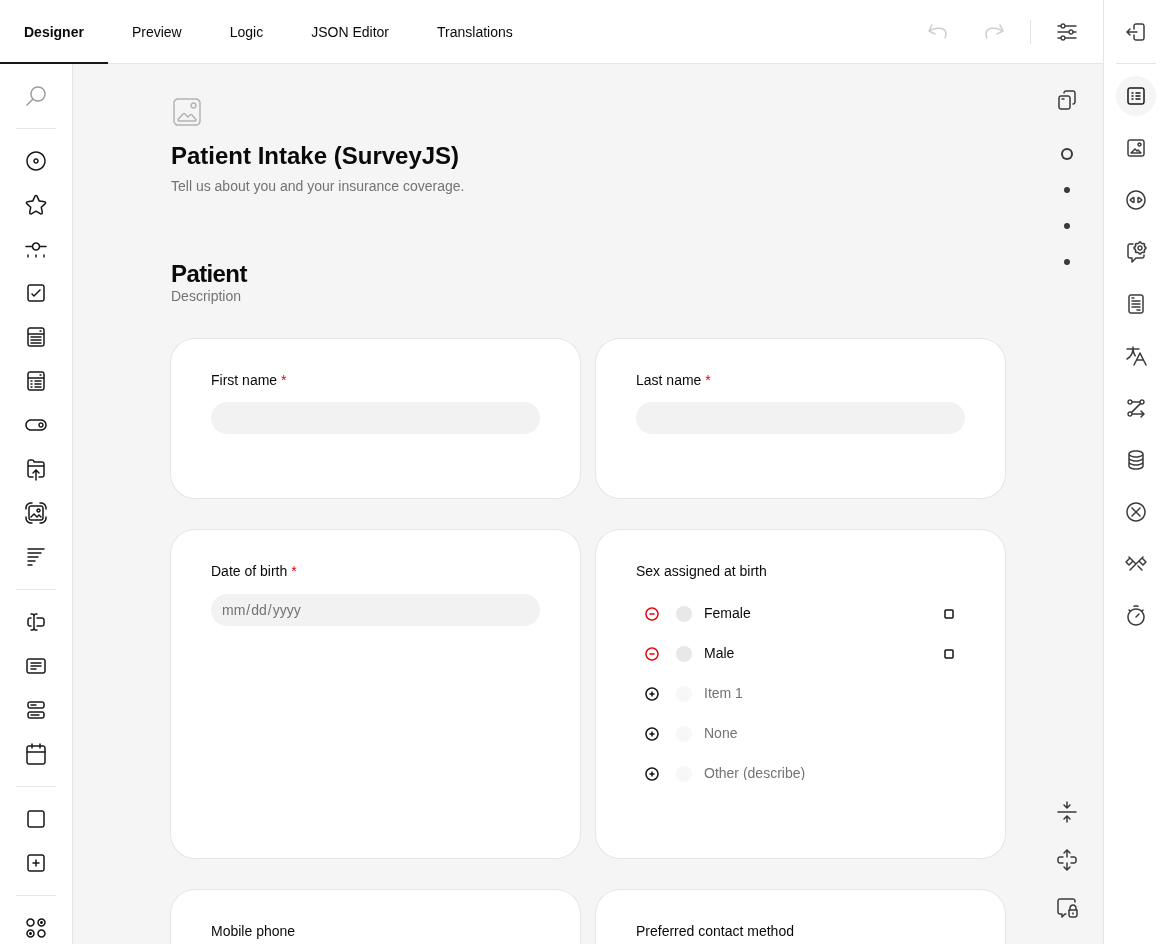 Designer
Preview
Logic
JSON Editor
Translations
Patient Intake (SurveyJS)
Tell us about you and your insurance coverage.
Patient
Description
First name *
Last name *
Date of birth *
mm/dd/yyyy
Sex assigned at birth
Female
Male
Item 1
None
Other (describe)
Mobile phone
Preferred contact method